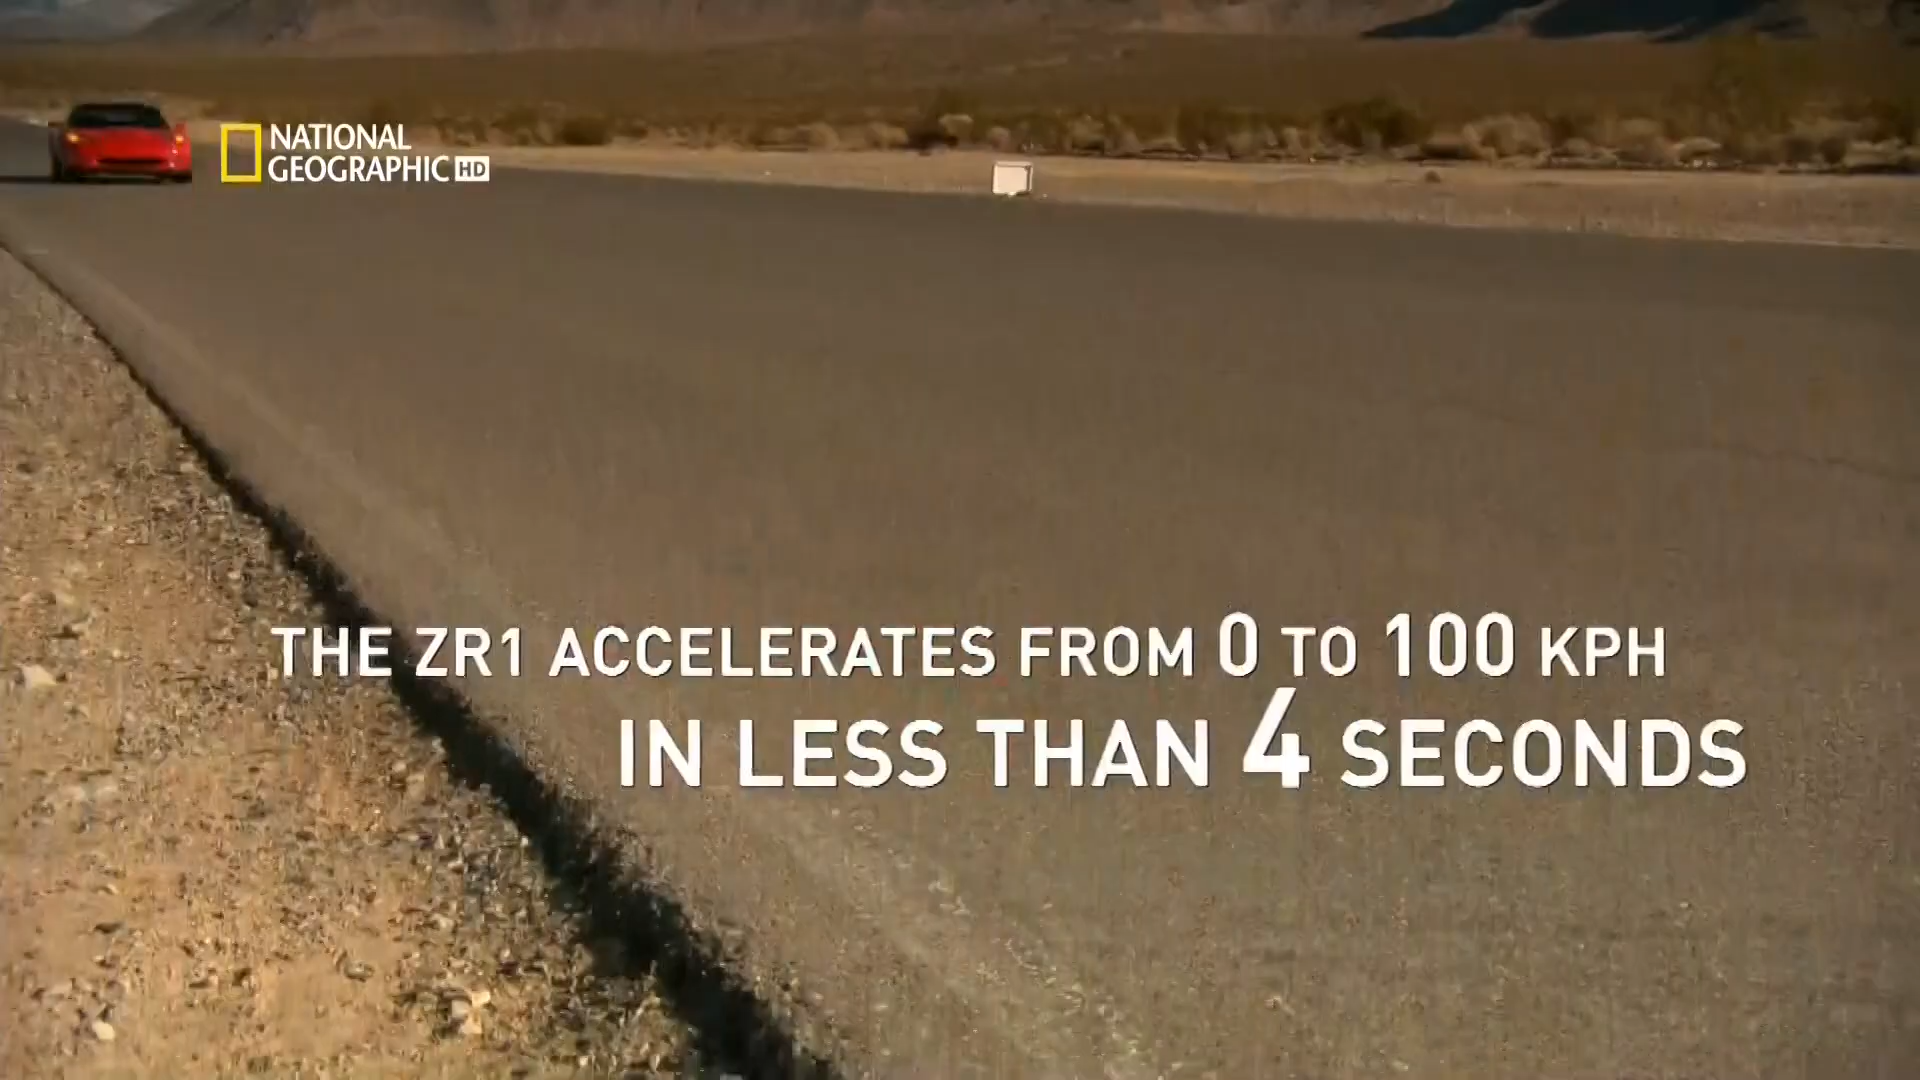 NATIONAL
GEOGRAPHIC HD
THE ZR1 ACCELERATES FROM 0 TO 100 KPH
IN LESS THAN 4 SECONDS